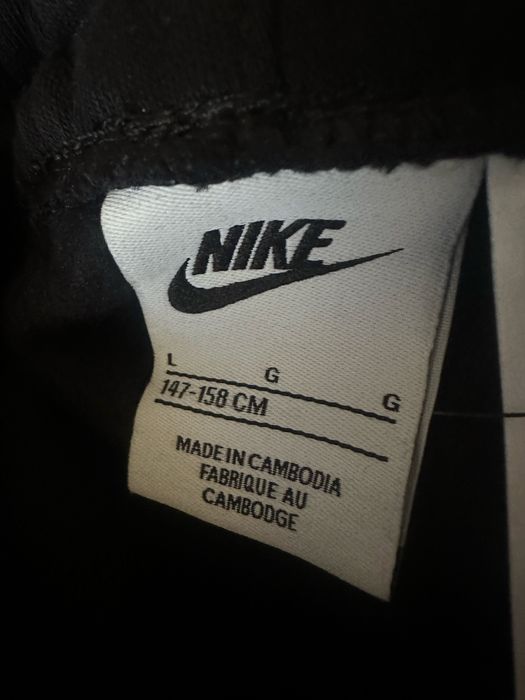 NIKE
L G G
147-158 CM
MADE IN CAMBODIA
FABRIQUE AU
CAMBODGE